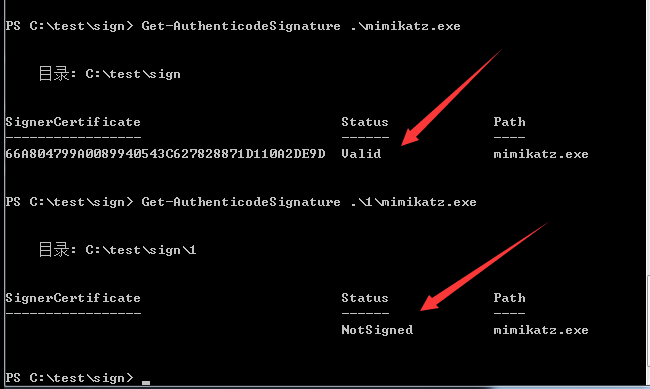 PS C:\test\sign> Get-AuthenticodeSignature .\mimikatz.exe
目录: C:\test\sign
SignerCertificate Status Path
----------------- ------ ----
66A804799A0089940543C627828871D110A2DE9D Valid mimikatz.exe
PS C:\test\sign> Get-AuthenticodeSignature .\1\mimikatz.exe
目录: C:\test\sign\1
SignerCertificate Status Path
----------------- ------ ----
NotSigned mimikatz.exe
PS C:\test\sign> _